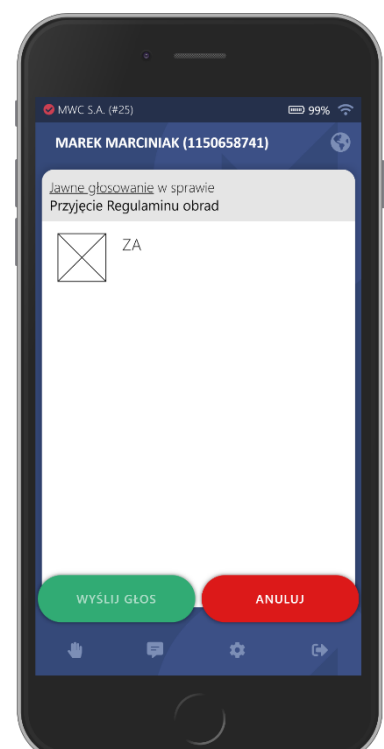 MWC S.A. (#25) 99%
MAREK MARCINIAK (1150658741)
Jawne głosowanie w sprawie
Przyjęcie Regulaminu obrad
ZA
WYŚLIJ GŁOS ANULUJ